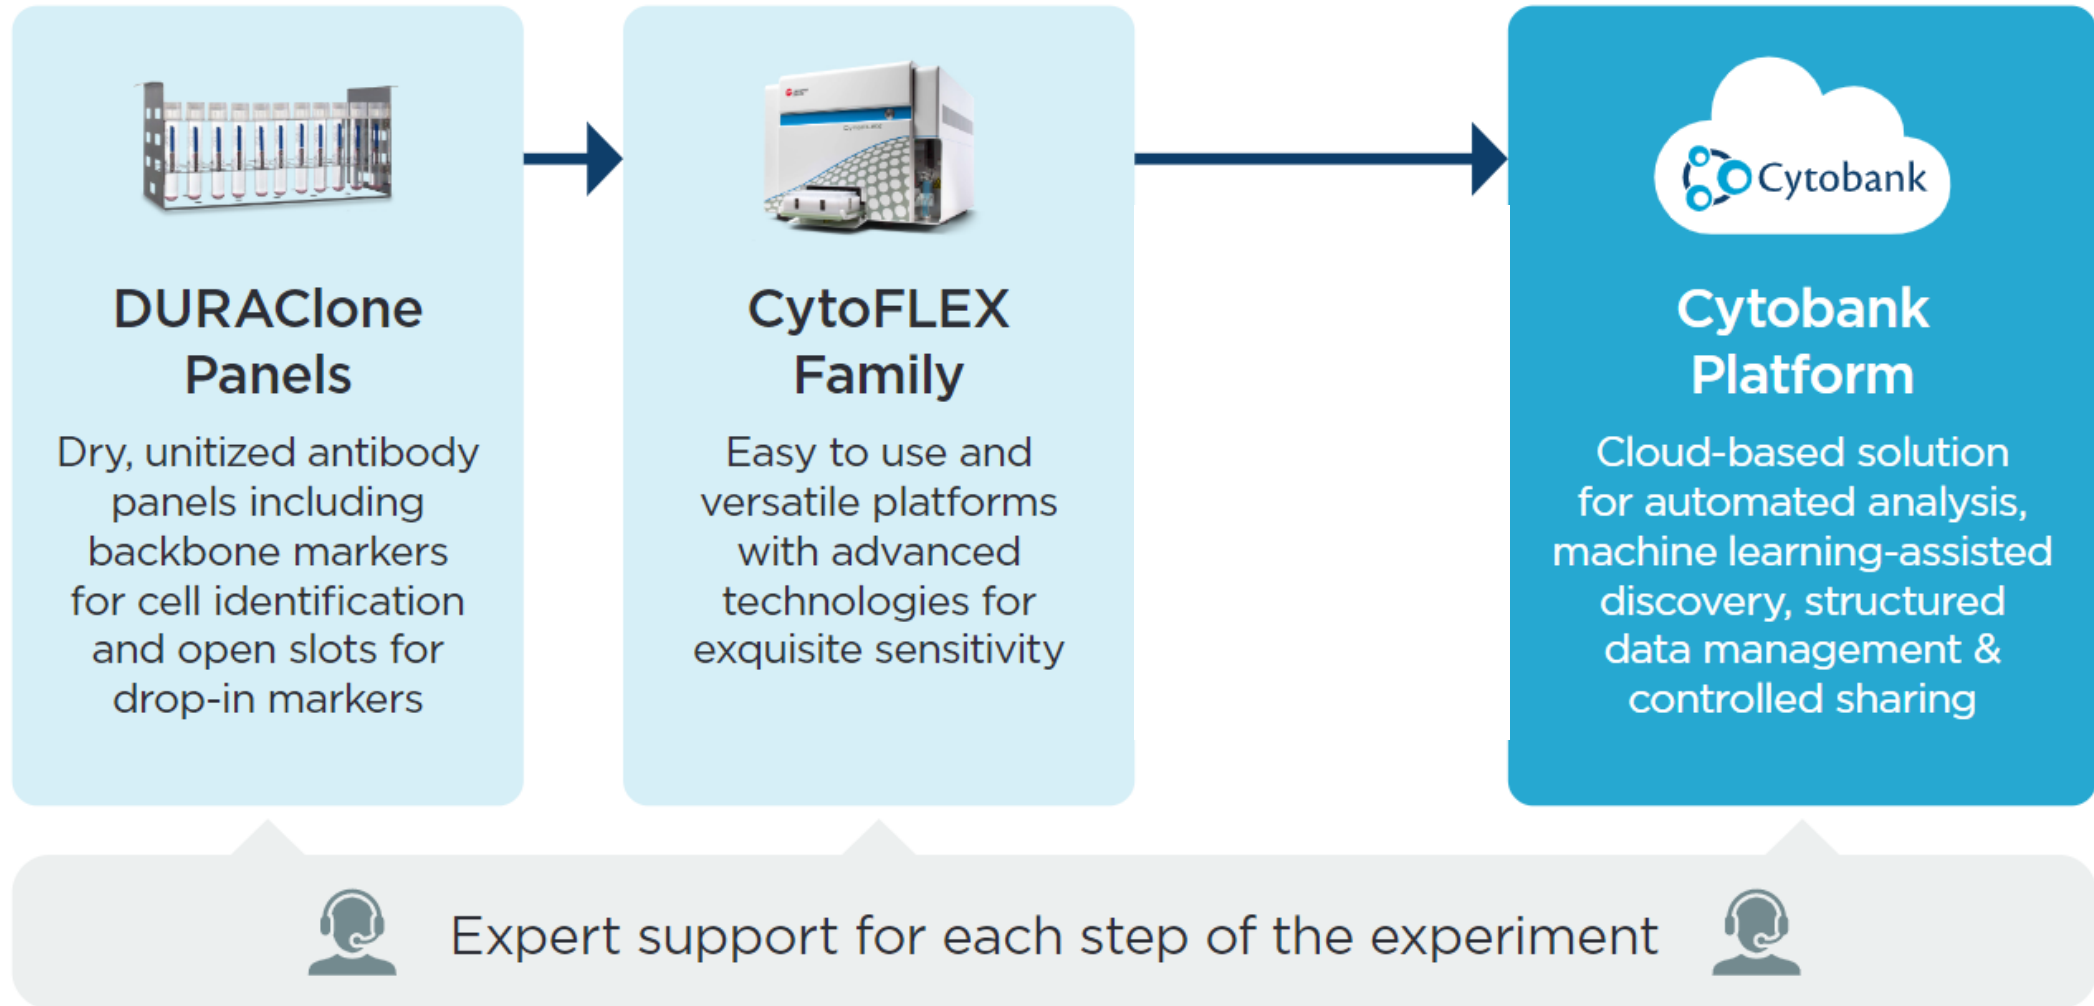 DURAClone
Panels
Dry, unitized antibody
panels including
backbone markers
for cell identification
and open slots for
drop-in markers
CytoFLEX
CytoFLEX
Family
Easy to use and
versatile platforms
with advanced
technologies for
exquisite sensitivity
Cytobank
Cytobank
Platform
Cloud-based solution
for automated analysis,
machine learning-assisted
discovery, structured
data management &
controlled sharing
Expert support for each step of the experiment